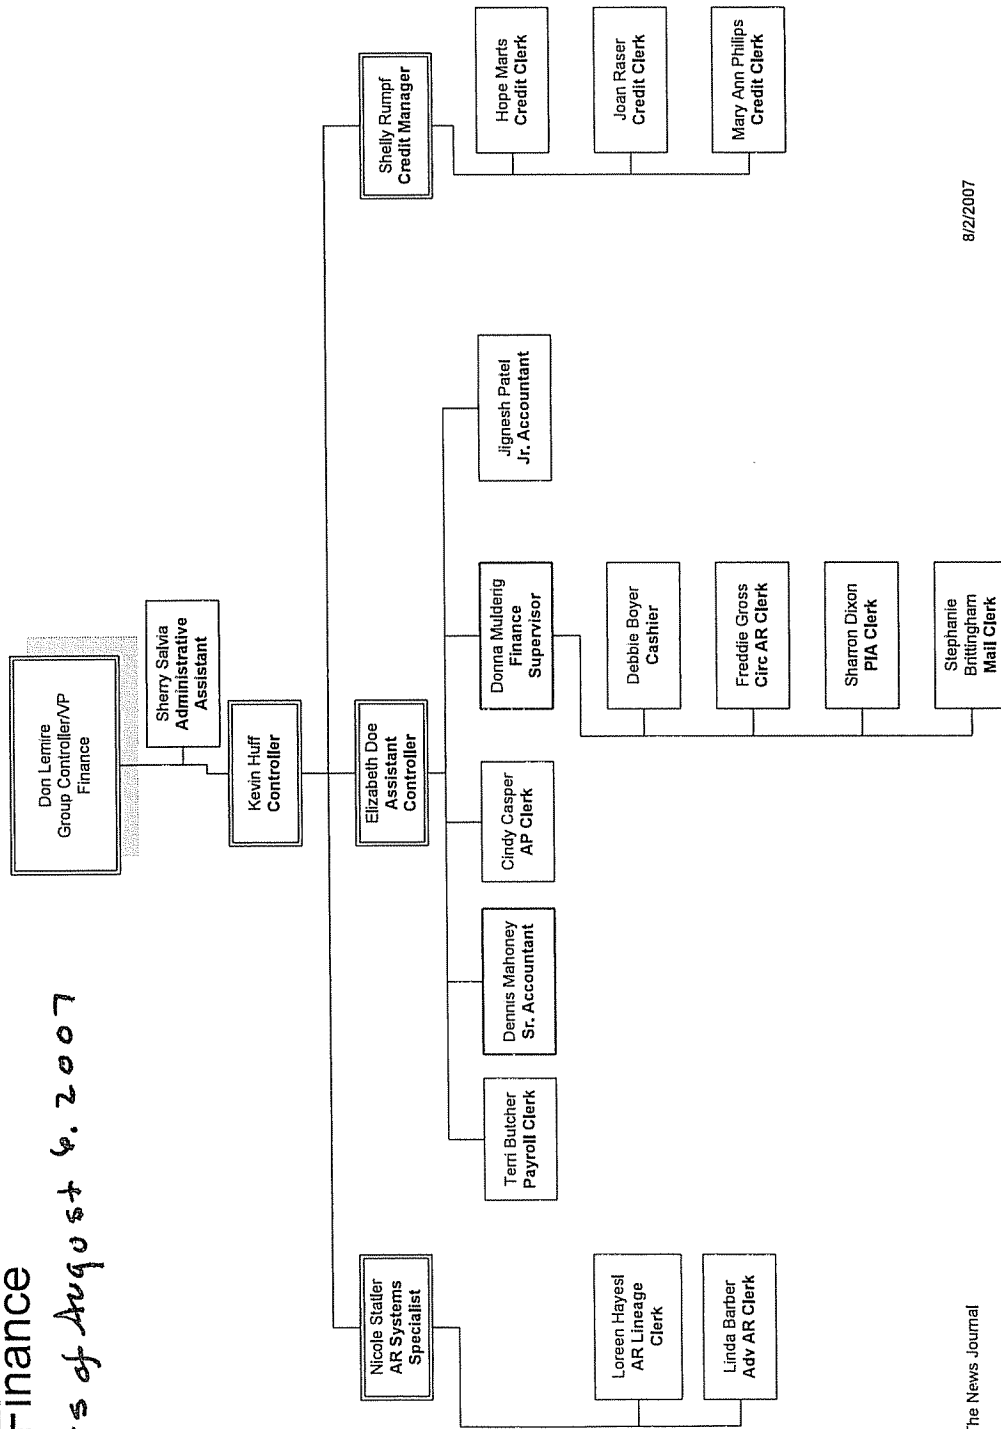 Finance
As of August 6. 2007
Don Lemire
Group Controller/VP
Finance
Sherry Salvia
Administrative
Assistant
Kevin Huff
Controller
Nicole Statler
AR Systems
Specialist
Elizabeth Doe
Assistant
Controller
Shelly Rumpf
Credit Manager
Loreen Hayesl
AR Lineage
Clerk
Linda Barber
Adv AR Clerk
Terri Butcher
Payroll Clerk
Dennis Mahoney
Sr. Accountant
Cindy Casper
AP Clerk
Donna Mulderig
Finance
Supervisor
Jignesh Patel
Jr. Accountant
Debbie Boyer
Cashier
Freddie Gross
Circ AR Clerk
Sharron Dixon
PIA Clerk
Stephanie
Brittingham
Mail Clerk
Hope Marts
Credit Clerk
Joan Raser
Credit Clerk
Mary Ann Philips
Credit Clerk
The News Journal
8/2/2007